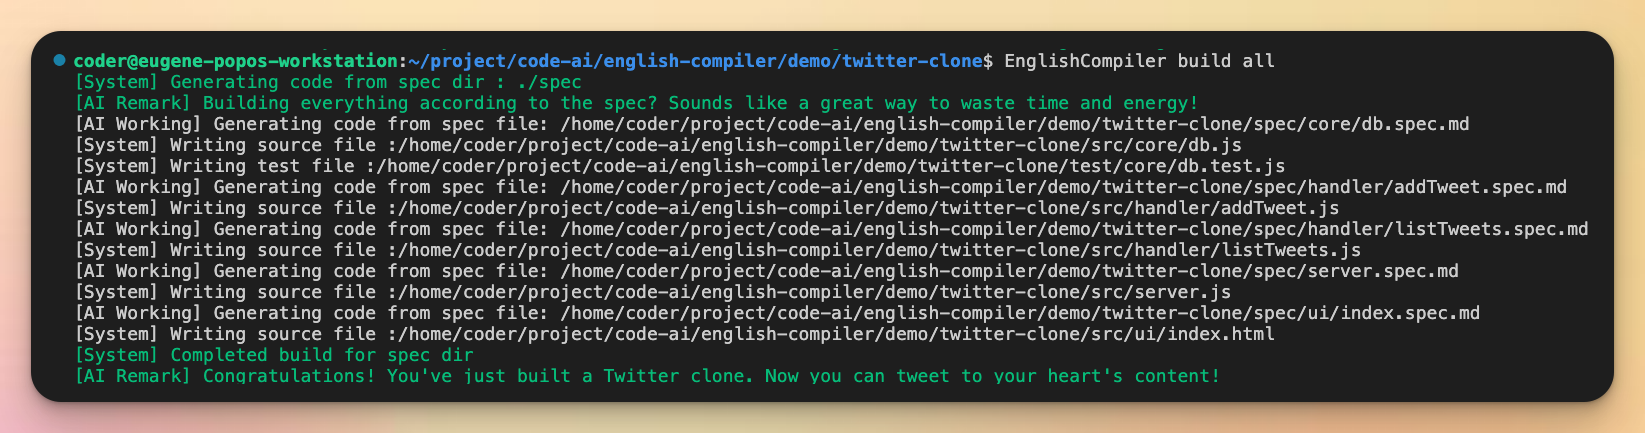 coder@eugene-popos-workstation:~/project/code-ai/english-compiler/demo/twitter-clone$ EnglishCompiler build all
[System] Generating code from spec dir : ./spec
[AI Remark] Building everything according to the spec? Sounds like a great way to waste time and energy!
[AI Working] Generating code from spec file: /home/coder/project/code-ai/english-compiler/demo/twitter-clone/spec/core/db.spec.md
[System] Writing source file :/home/coder/project/code-ai/english-compiler/demo/twitter-clone/src/core/db.js
[System] Writing test file :/home/coder/project/code-ai/english-compiler/demo/twitter-clone/test/core/db.test.js
[AI Working] Generating code from spec file: /home/coder/project/code-ai/english-compiler/demo/twitter-clone/spec/handler/addTweet.spec.md
[System] Writing source file :/home/coder/project/code-ai/english-compiler/demo/twitter-clone/src/handler/addTweet.js
[AI Working] Generating code from spec file: /home/coder/project/code-ai/english-compiler/demo/twitter-clone/spec/handler/listTweets.spec.md
[System] Writing source file :/home/coder/project/code-ai/english-compiler/demo/twitter-clone/src/handler/listTweets.js
[AI Working] Generating code from spec file: /home/coder/project/code-ai/english-compiler/demo/twitter-clone/spec/server.spec.md
[System] Writing source file :/home/coder/project/code-ai/english-compiler/demo/twitter-clone/src/server.js
[AI Working] Generating code from spec file: /home/coder/project/code-ai/english-compiler/demo/twitter-clone/spec/ui/index.spec.md
[System] Writing source file :/home/coder/project/code-ai/english-compiler/demo/twitter-clone/src/ui/index.html
[System] Completed build for spec dir
[AI Remark] Congratulations! You've just built a Twitter clone. Now you can tweet to your heart's content!